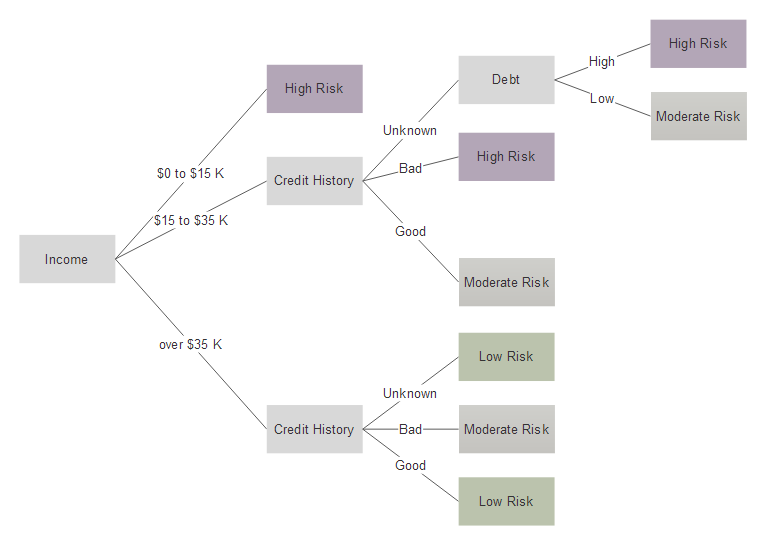 High Risk
High
Debt
Low
High Risk
Moderate Risk
Unknown
High Risk
Bad
$0 to $15 K
Credit History
$15 to $35 K
Good
Income
Moderate Risk
over $35 K
Low Risk
Unknown
Credit History
Bad
Moderate Risk
Good
Low Risk